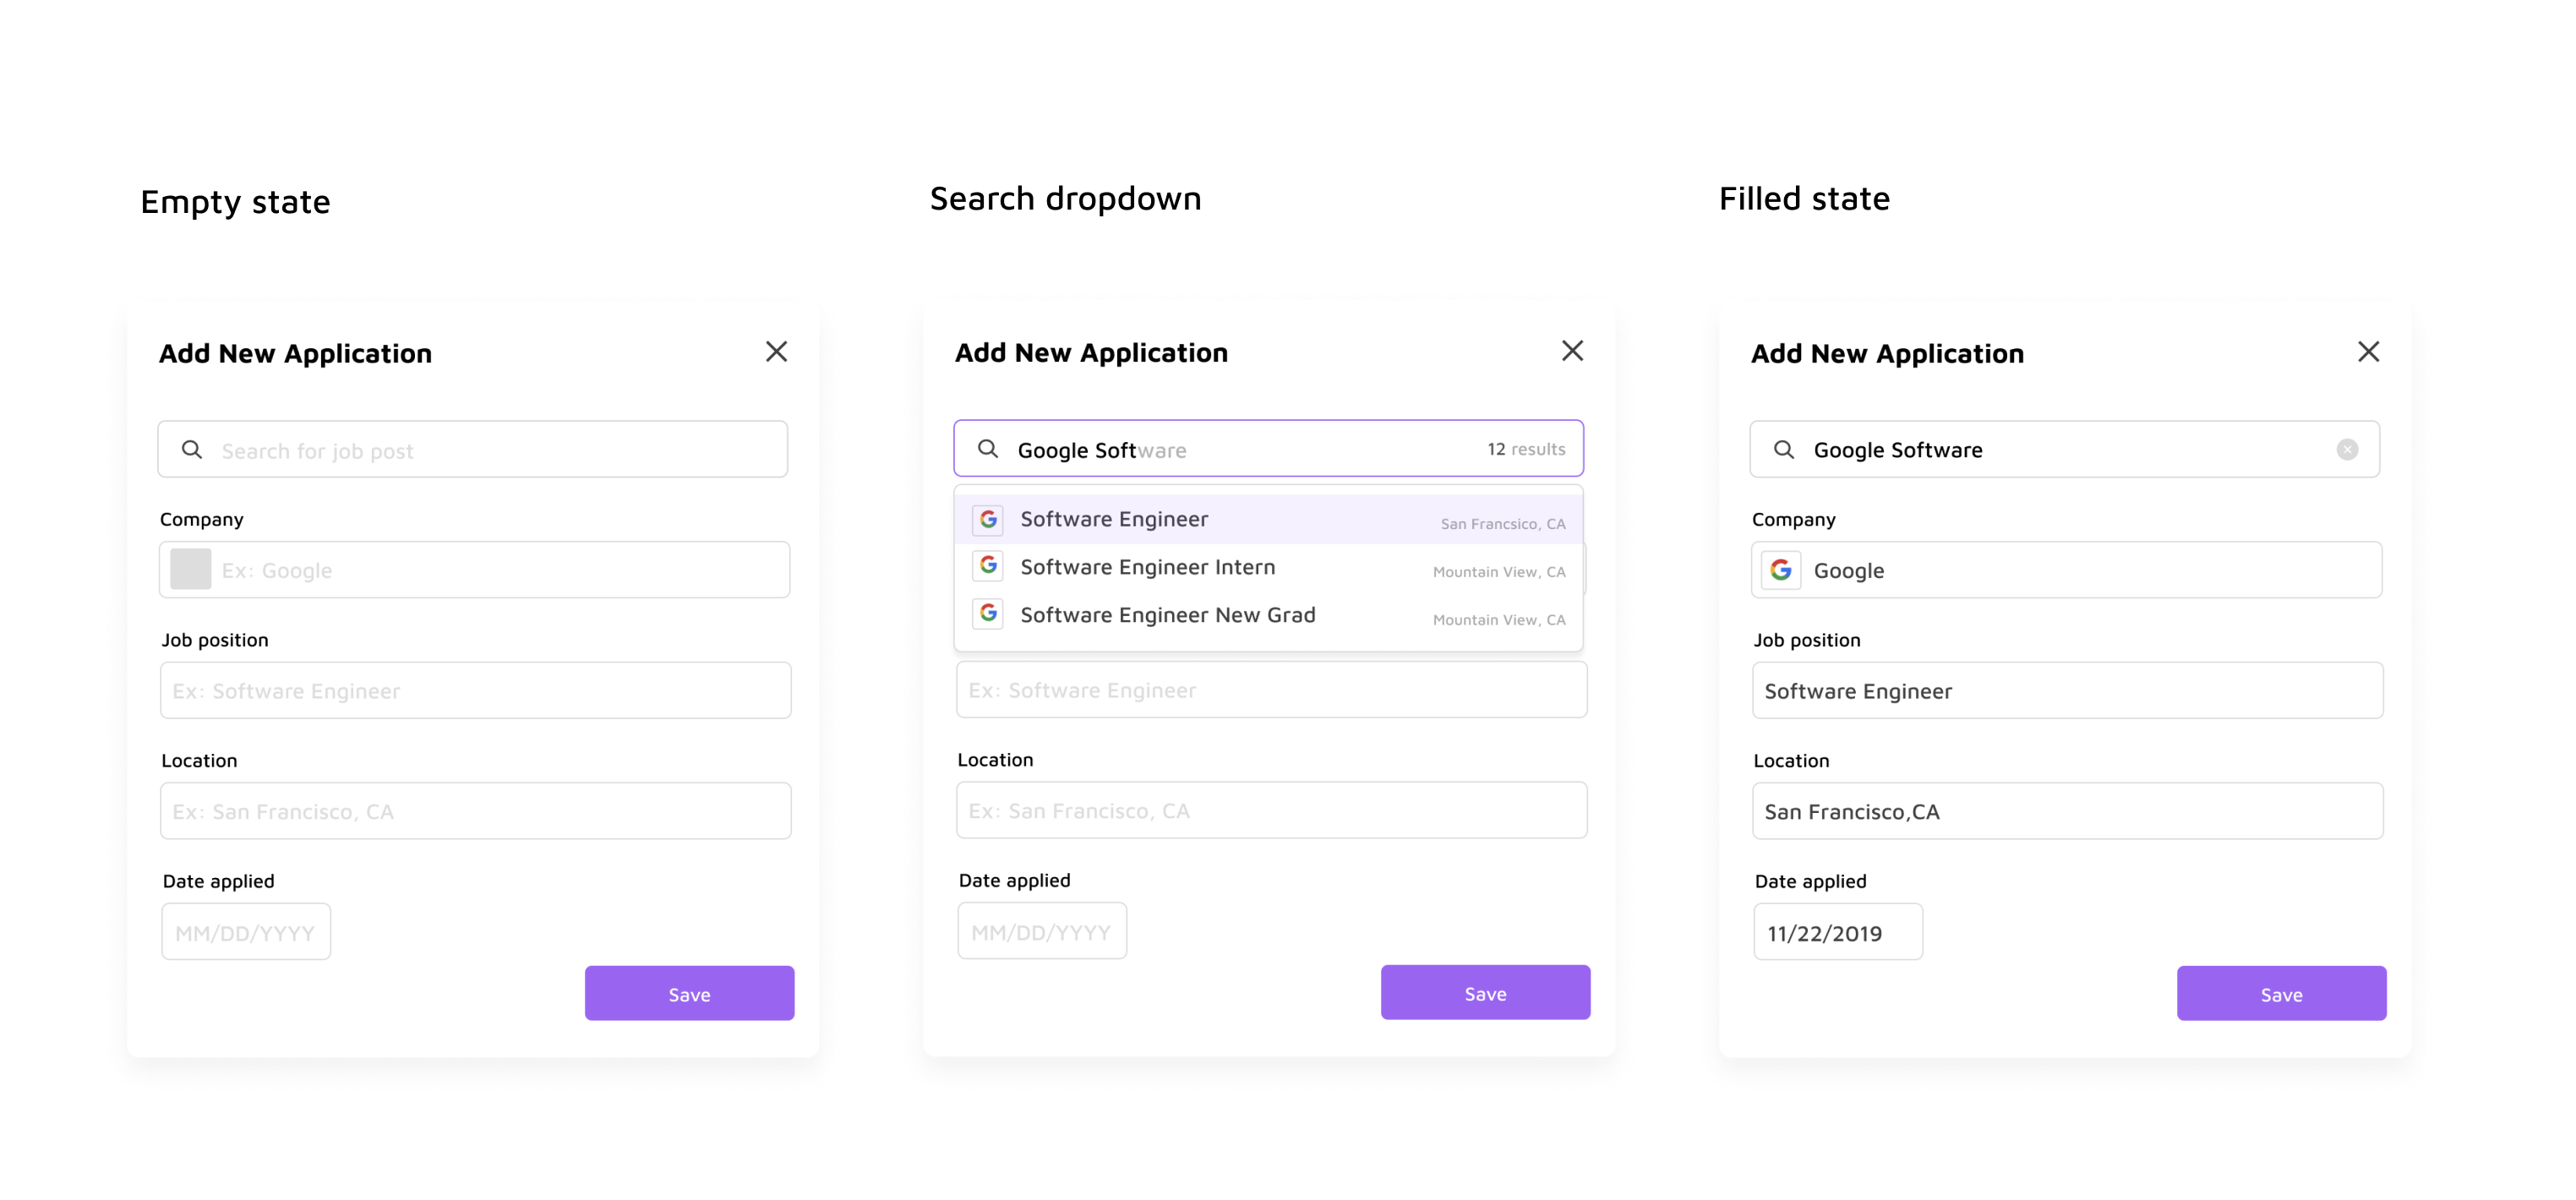 Empty state
Add New Application
Search for job post
Company
Ex: Google
Job position
Ex: Software Engineer
Location
Ex: San Francisco, CA
Date applied
MM/DD/YYYY
Save
Search dropdown
Add New Application
Google Software 12 results
Software Engineer San Francsico, CA
Software Engineer Intern Mountain View, CA
Software Engineer New Grad Mountain View, CA
Ex: Software Engineer
Location
Ex: San Francisco, CA
Date applied
MM/DD/YYYY
Save
Filled state
Add New Application
Google Software
Company
Google
Job position
Software Engineer
Location
San Francisco,CA
Date applied
11/22/2019
Save